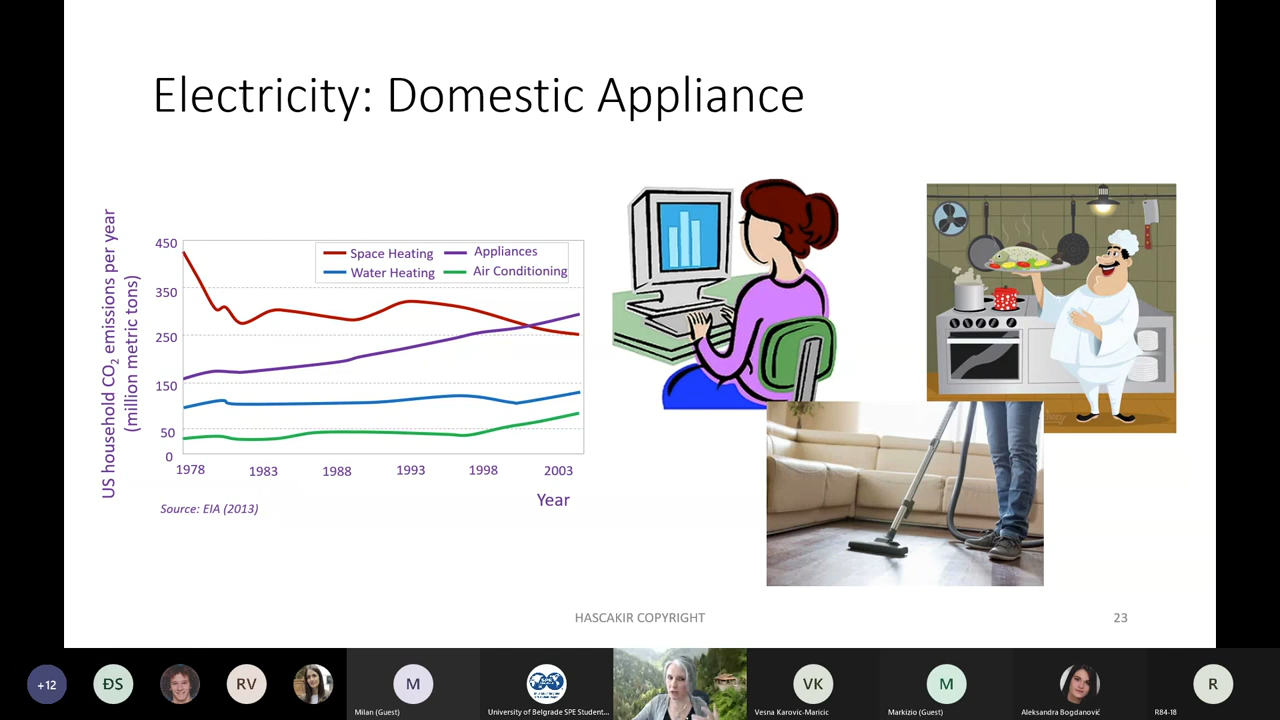 Electricity: Domestic Appliance
US household CO2 emissions per year
(million metric tons)
450
350
250
150
50
0
Space Heating
Appliances
Water Heating
Air Conditioning
1978
1983
1988
1993
1998
2003
Year
Source: EIA (2013)
HASCAKIR COPYRIGHT
23
+12
ĐS
RV
M
Milan (Guest)
University of Belgrade SPE Student...
VK
Vesna Karovic-Maricic
M
Markizio (Guest)
Aleksandra Bogdanović
R
R84-18